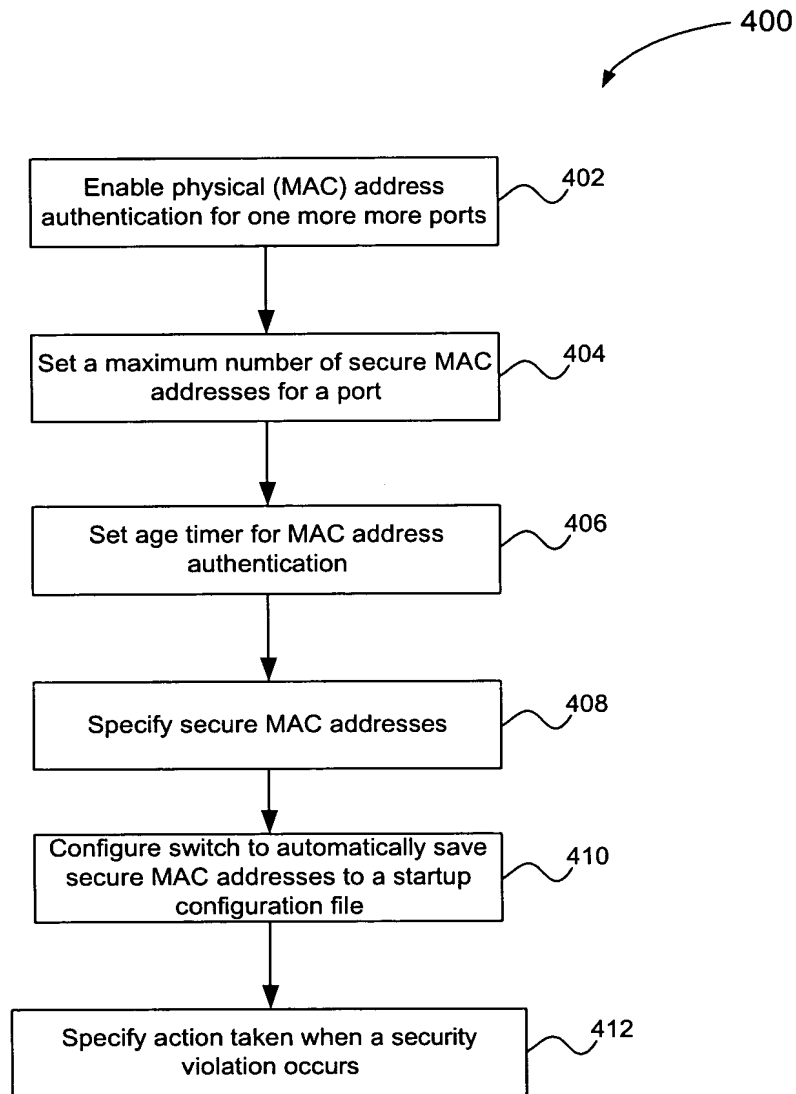 400
Enable physical (MAC) address
authentication for one more more ports
402
Set a maximum number of secure MAC
addresses for a port
404
Set age timer for MAC address
authentication
406
Specify secure MAC addresses
408
Configure switch to automatically save
secure MAC addresses to a startup
configuration file
410
Specify action taken when a security
violation occurs
412